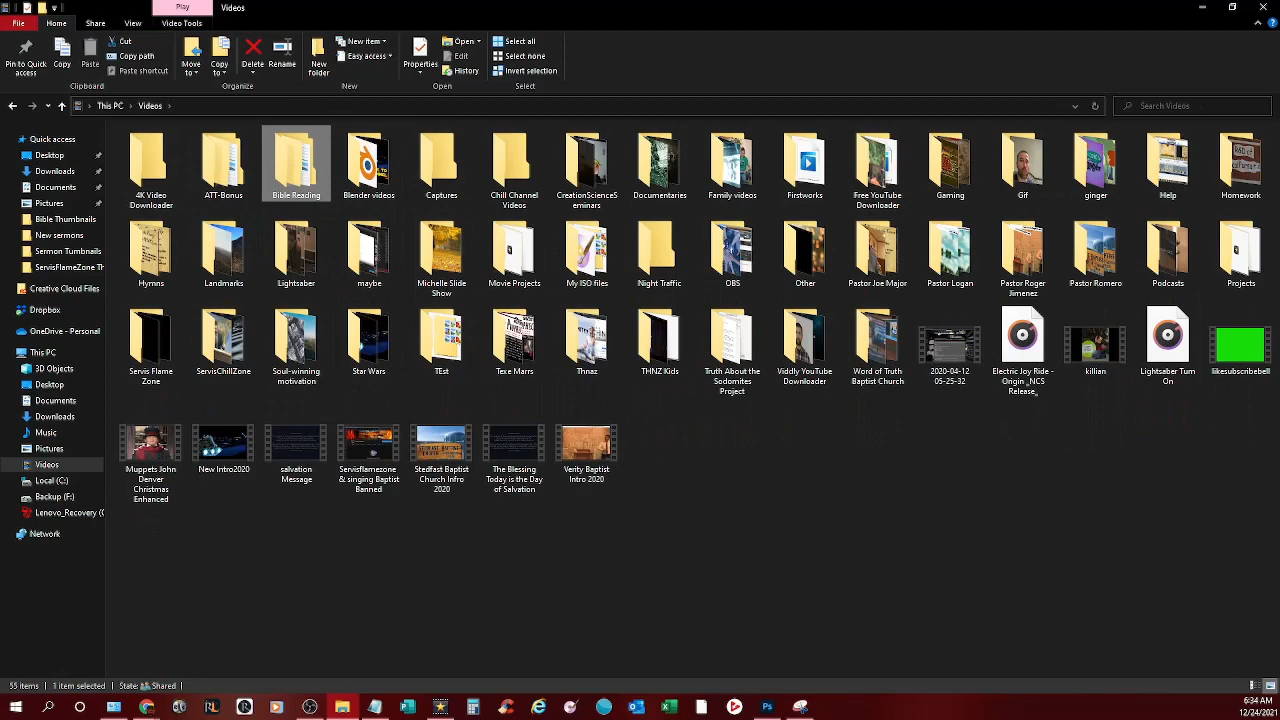 Play
Videos
File
Home
Share
View
Video Tools
Pin to Quick
access
Copy
Paste
Cut
Copy path
Paste shortcut
Clipboard
Move
to
Copy
to
Delete
Rename
Organize
New
folder
New item
Easy access
New
Properties
Open
Edit
History
Open
Select all
Select none
Invert selection
Select
This PC
Videos
Search Videos
Quick access
Desktop
Downloads
Documents
Pictures
Bible Thumbnails
New sermons
Sermon Tumbnails
ServisFlameZone Th
Creative Cloud Files
Dropbox
OneDrive - Personal
This PC
3D Objects
Desktop
Documents
Downloads
Music
Pictures
Videos
Local (C:)
Backup (F:)
Lenovo_Recovery (
Network
4K Video
Downloader
ATT-Bonus
Bible Reading
Blender videos
Captures
Chill Channel
Videos
CreationScienceS
eminars
Documentaries
Family videos
Firstworks
Free YouTube
Downloader
Gaming
Gif
ginger
Help
Homework
Hymns
Landmarks
Lightsaber
maybe
Michelle Slide
Show
Movie Projects
My ISO files
Night Traffic
OBS
Other
Pastor Joe Major
Pastor Logan
Pastor Roger
Jimenez
Pastor Romero
Podcasts
Projects
Servis Flame
Zone
ServisChillZone
Soul-winning
motivation
Star Wars
TEst
Texe Marrs
Thnaz
THNZ Kids
Truth About the
Sodomites
Project
Viddly YouTube
Downloader
Word of Truth
Baptist Church
2020-04-12
05-25-32
Electric Joy Ride -
Origin _NCS
Release_
killian
Lightsaber Turn
On
likesubscribebell
Muppets John
Denver
Christmas
Enhanced
New Intro2020
salvation
Message
Servisflamezone
& singing Baptist
Banned
Stedfast Baptist
Church Intro
2020
The Blessing
Today is the Day
of Salvation
Verity Baptist
Intro 2020
55 items
1 item selected
State: Shared
6:34 AM
12/24/2021